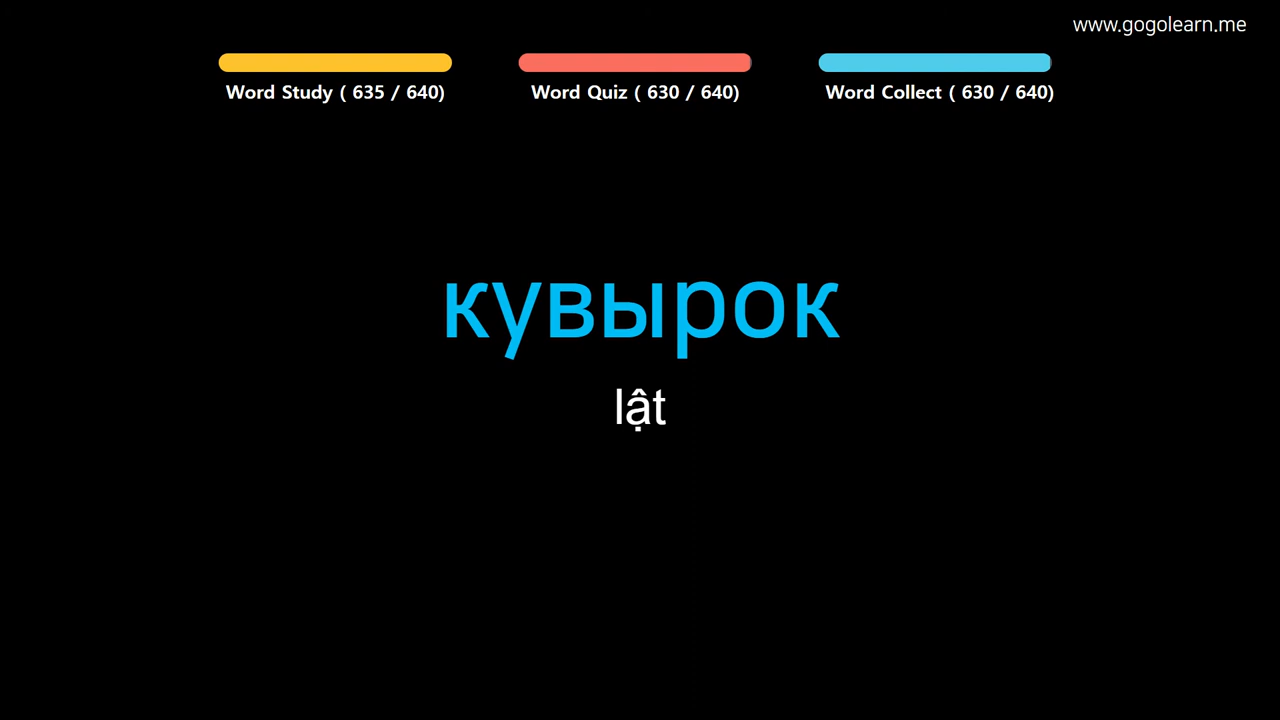 www.gogolearn.me
Word Study ( 635 / 640)
Word Quiz ( 630 / 640)
Word Collect ( 630 / 640)
кувырок
lật